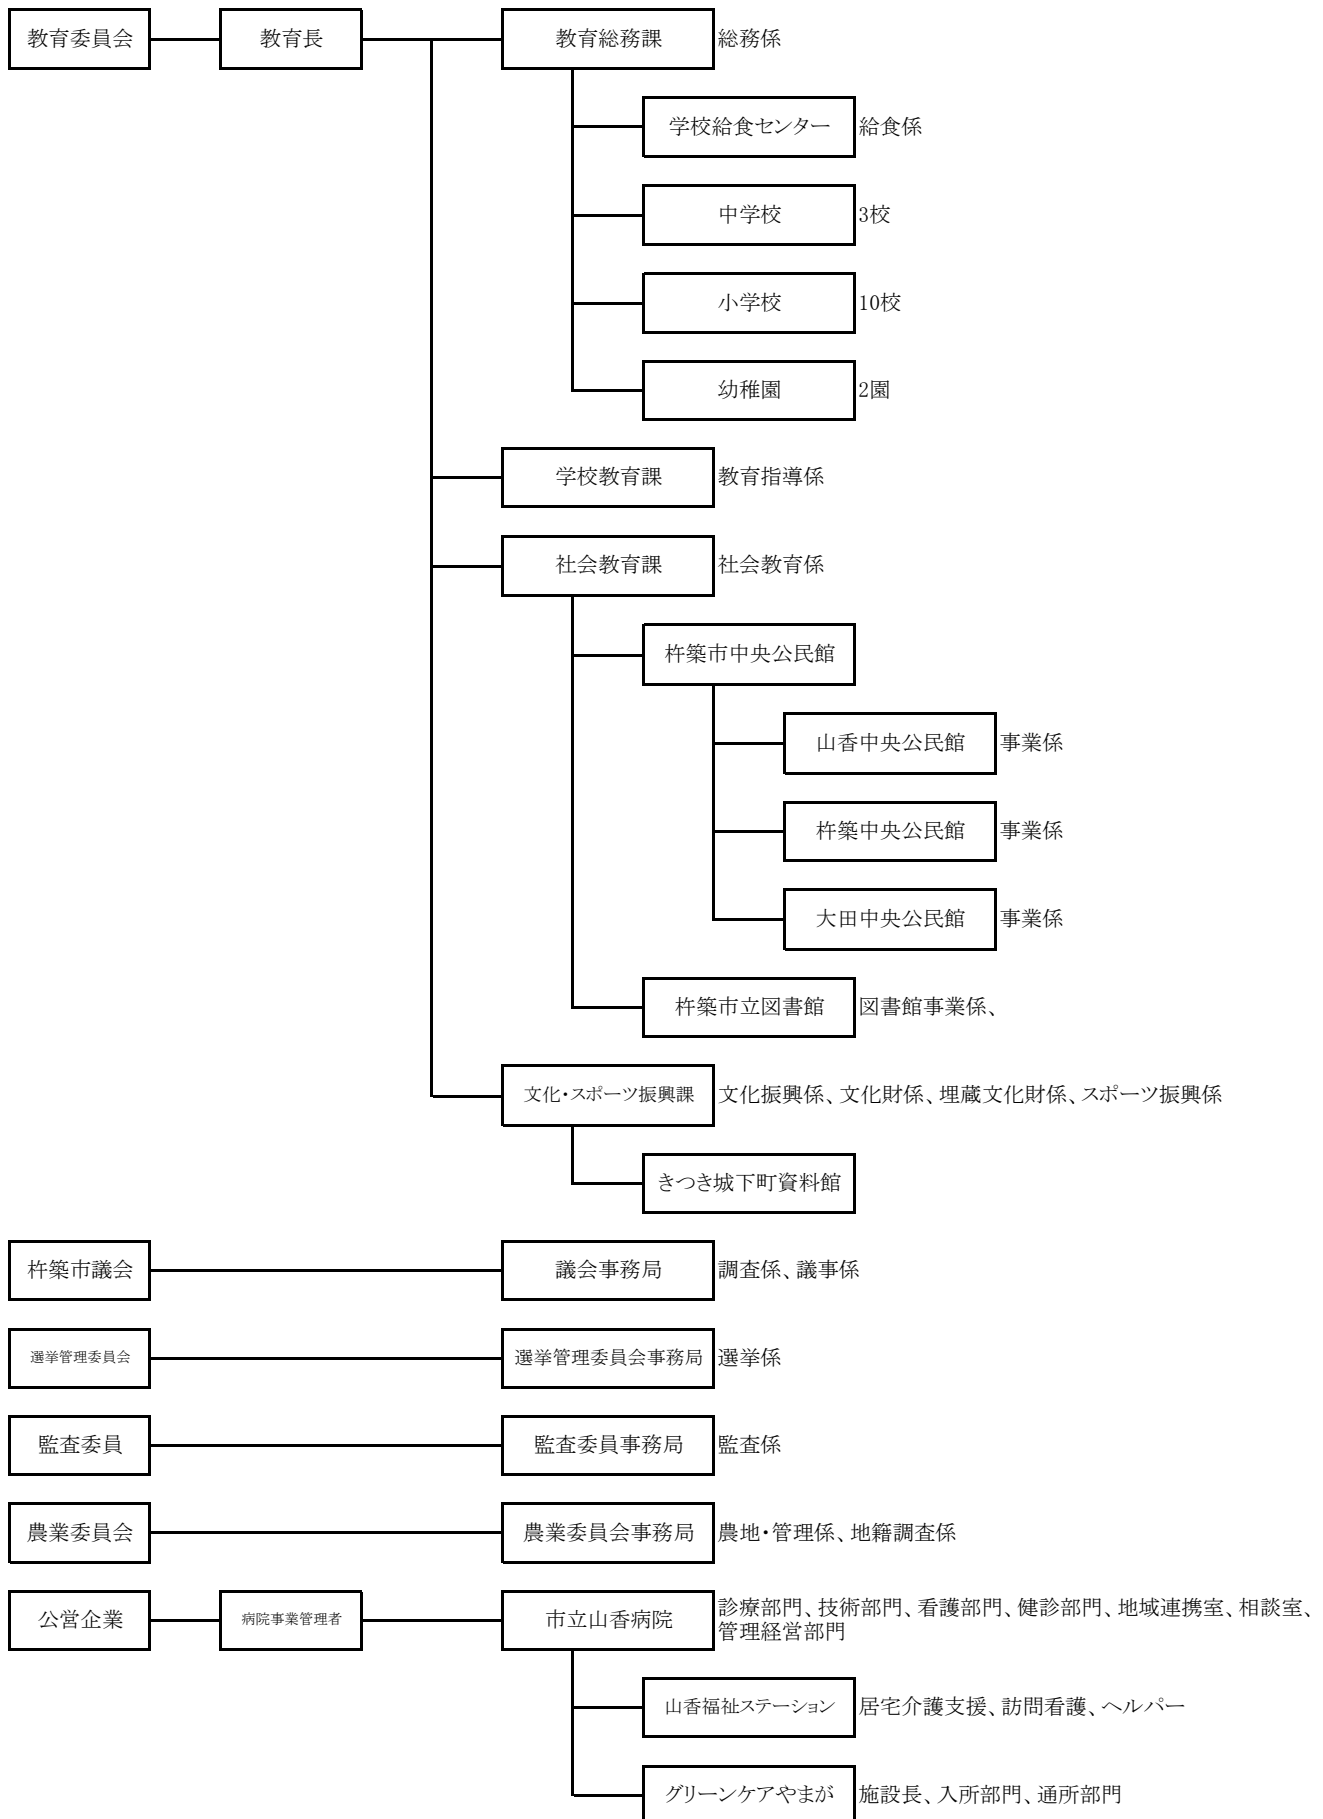 教育委員会 教育長 教育総務課 総務係
学校給食センター 給食係
中学校 3校
小学校 10校
幼稚園 2園
学校教育課 教育指導係
社会教育課 社会教育係
杵築市中央公民館
山香中央公民館 事業係
杵築中央公民館 事業係
大田中央公民館 事業係
杵築市立図書館 図書館事業係、
文化・スポーツ振興課 文化振興係、文化財係、埋蔵文化財係、スポーツ振興係
きつき城下町資料館
杵築市議会 議会事務局 調査係、議事係
選挙管理委員会 選挙管理委員会事務局 選挙係
監査委員 監査委員事務局 監査係
農業委員会 農業委員会事務局 農地・管理係、地籍調査係
公営企業 病院事業管理者 市立山香病院 診療部門、技術部門、看護部門、健診部門、地域連携室、相談室、
管理経営部門
山香福祉ステーション 居宅介護支援、訪問看護、ヘルパー
グリーンケアやまが 施設長、入所部門、通所部門